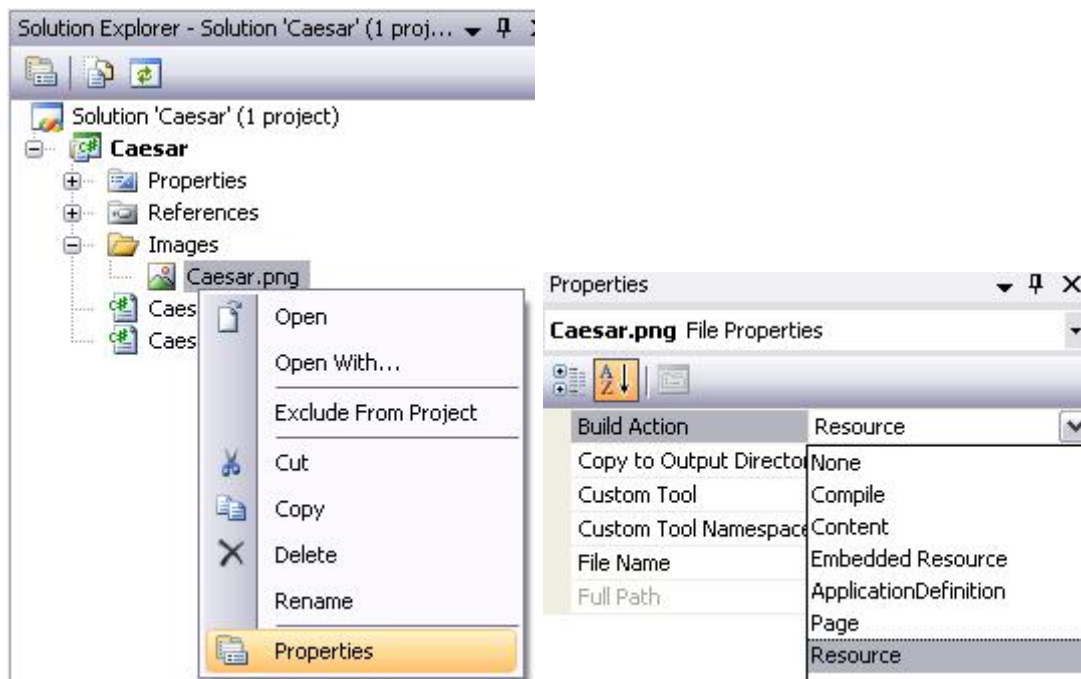 Solution Explorer - Solution 'Caesar' (1 proj...
Solution 'Caesar' (1 project)
Caesar
Properties
References
Images
Caesar.png
Caes
Caes
Open
Open With...
Exclude From Project
Cut
Copy
Delete
Rename
Properties
Properties
Caesar.png File Properties
Build Action Resource
Copy to Output Director
Custom Tool
Custom Tool Namespace
File Name
Full Path
None
Compile
Content
Embedded Resource
ApplicationDefinition
Page
Resource